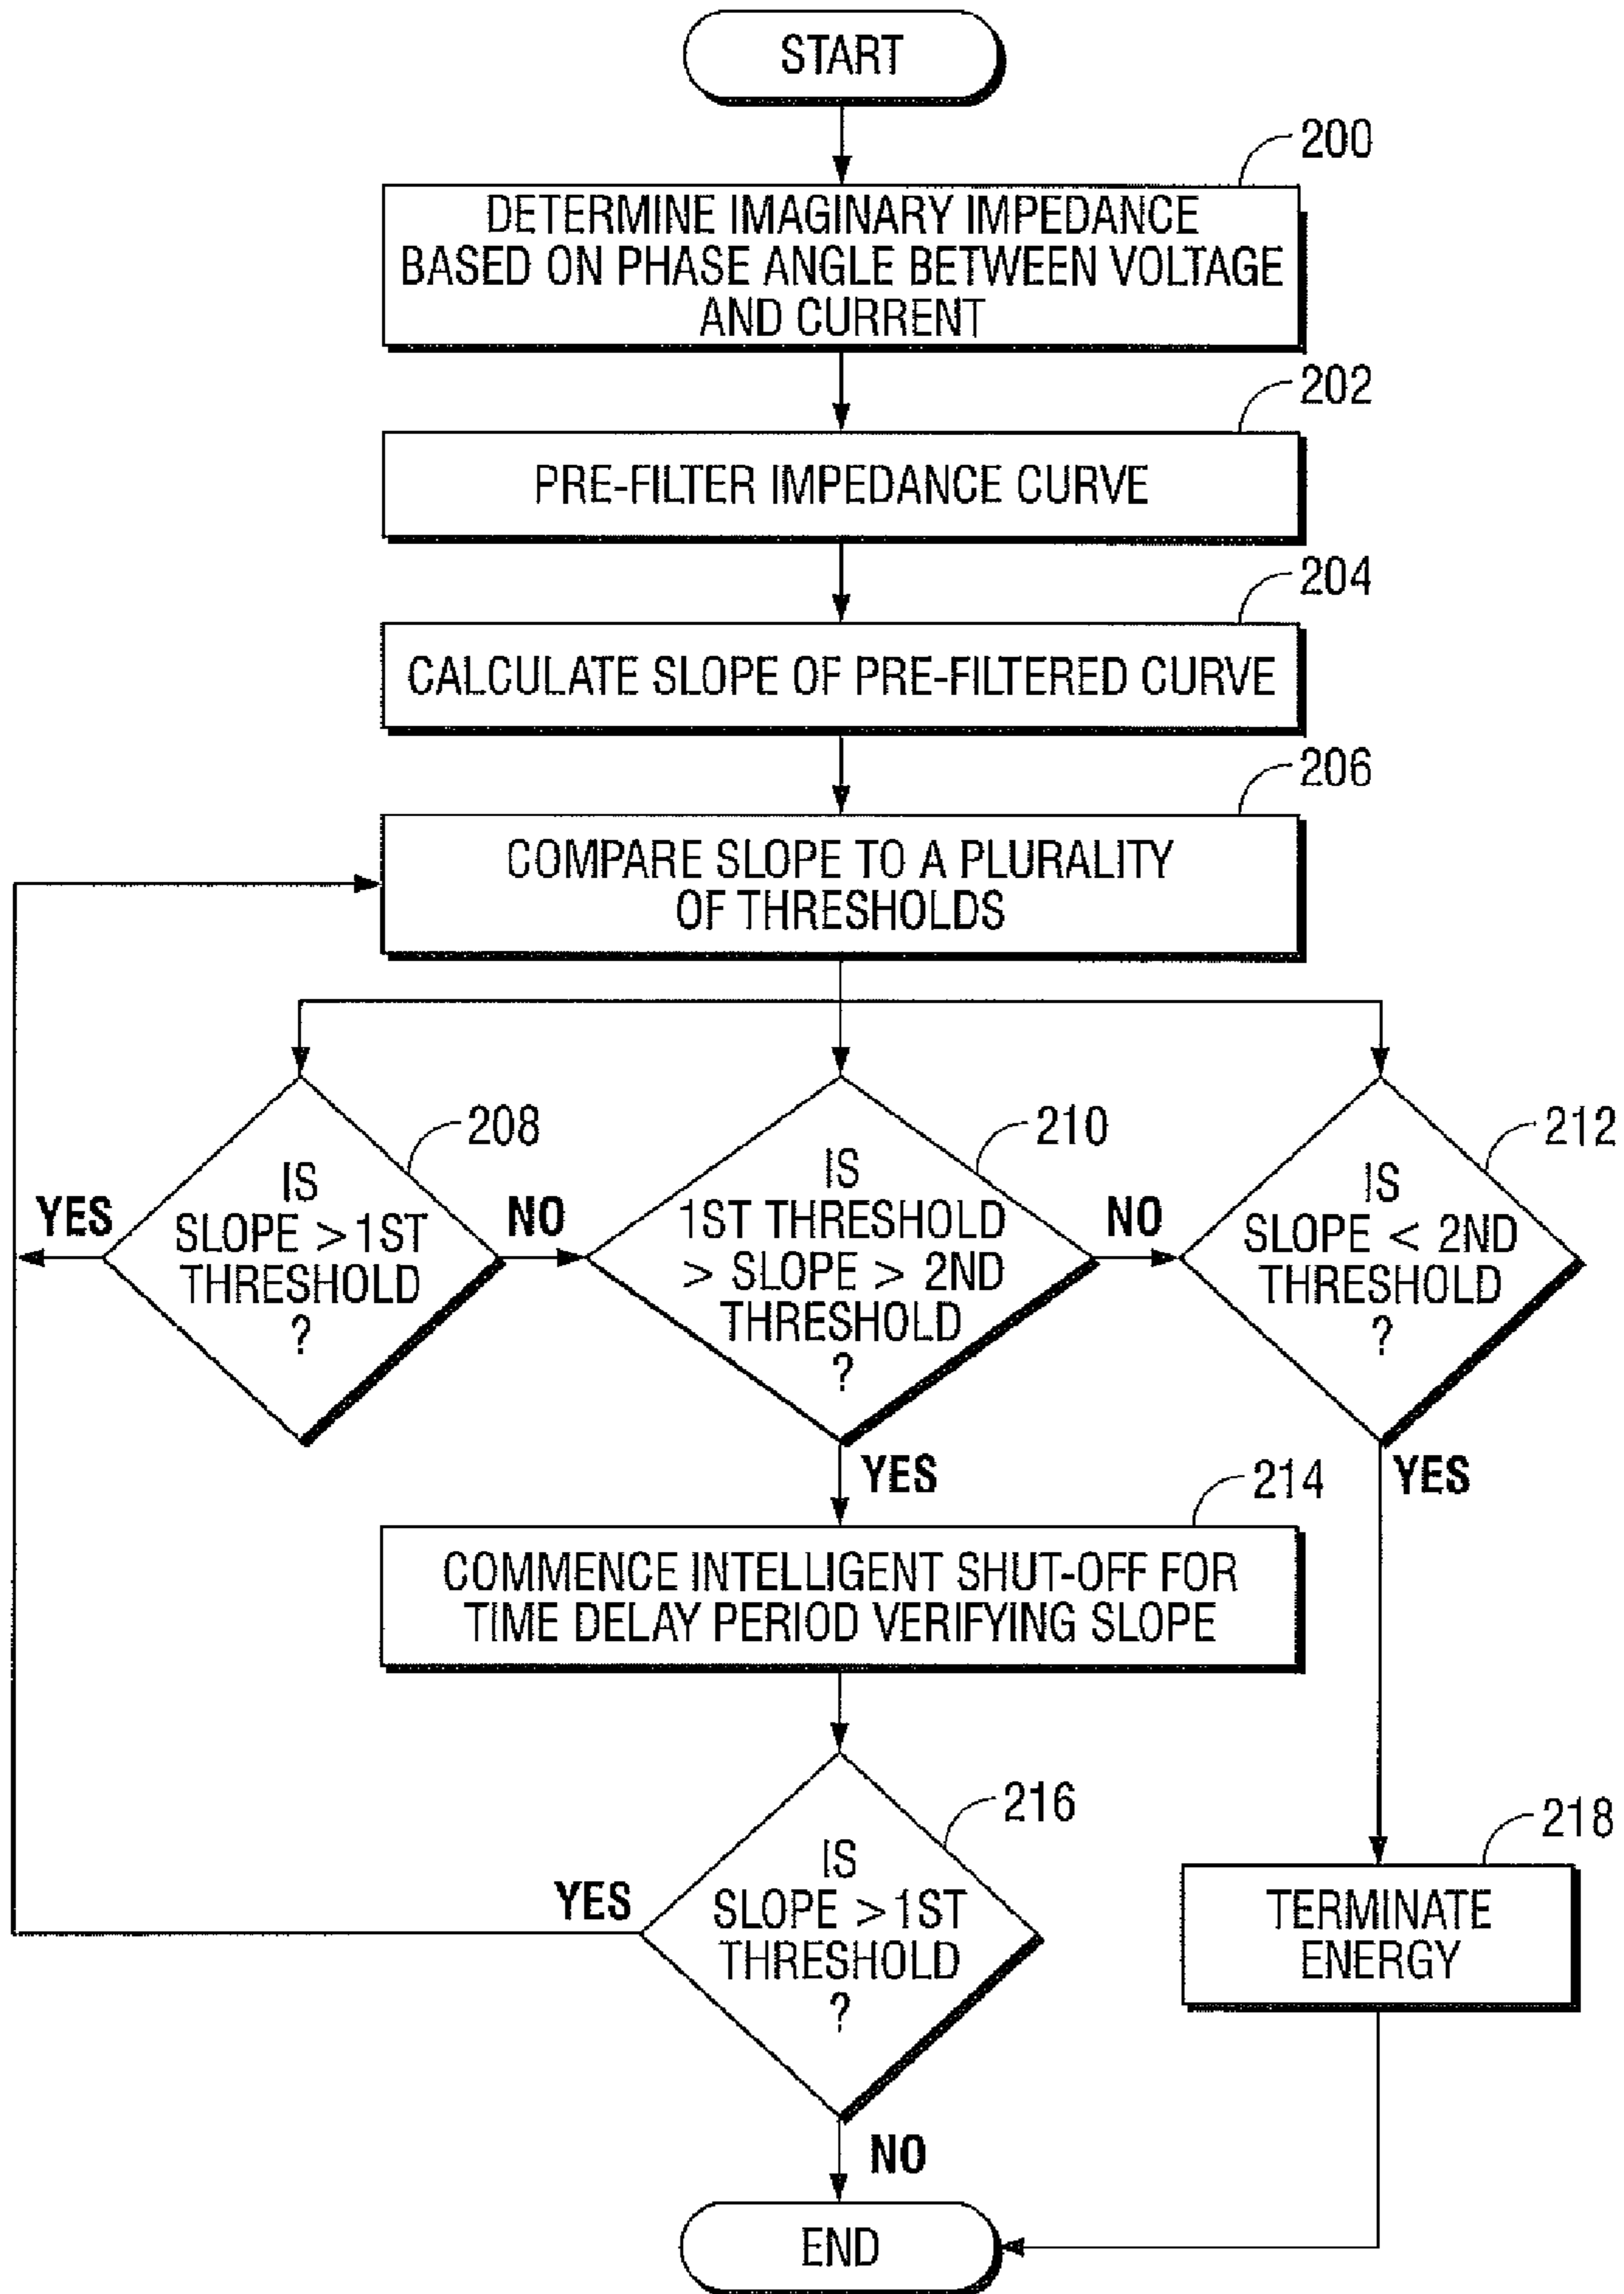 START
200
DETERMINE IMAGINARY IMPEDANCE
BASED ON PHASE ANGLE BETWEEN VOLTAGE
AND CURRENT
202
PRE-FILTER IMPEDANCE CURVE
204
CALCULATE SLOPE OF PRE-FILTERED CURVE
206
COMPARE SLOPE TO A PLURALITY
OF THRESHOLDS
208
IS
SLOPE > 1ST
THRESHOLD
?
YES
NO
210
IS
1ST THRESHOLD
> SLOPE > 2ND
THRESHOLD
?
NO
YES
212
IS
SLOPE < 2ND
THRESHOLD
?
YES
214
COMMENCE INTELLIGENT SHUT-OFF FOR
TIME DELAY PERIOD VERIFYING SLOPE
216
IS
SLOPE > 1ST
THRESHOLD
?
YES
NO
218
TERMINATE
ENERGY
END